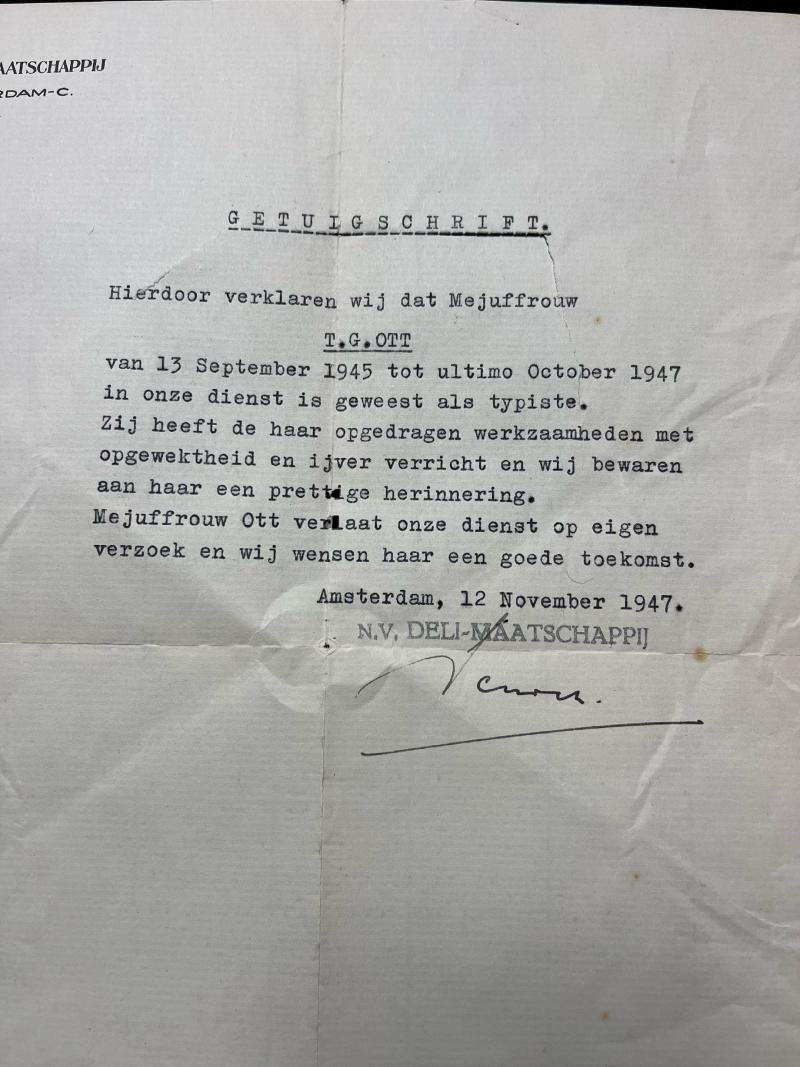 AATSCHAPPIJ
RDAM-C.
GETUIGSCHRIFT.
Hierdoor verklaren wij dat Mejuffrouw
T.G.OTT
van 13 September 1945 tot ultimo October 1947
in onze dienst is geweest als typiste.
Zij heeft de haar opgedragen werkzaamheden met
opgewektheid en ijver verricht en wij bewaren
aan haar een prettige herinnering.
Mejuffrouw Ott verlaat onze dienst op eigen
verzoek en wij wensen haar een goede toekomst.
Amsterdam, 12 November 1947.
N.V. DELI-MAATSCHAPPIJ